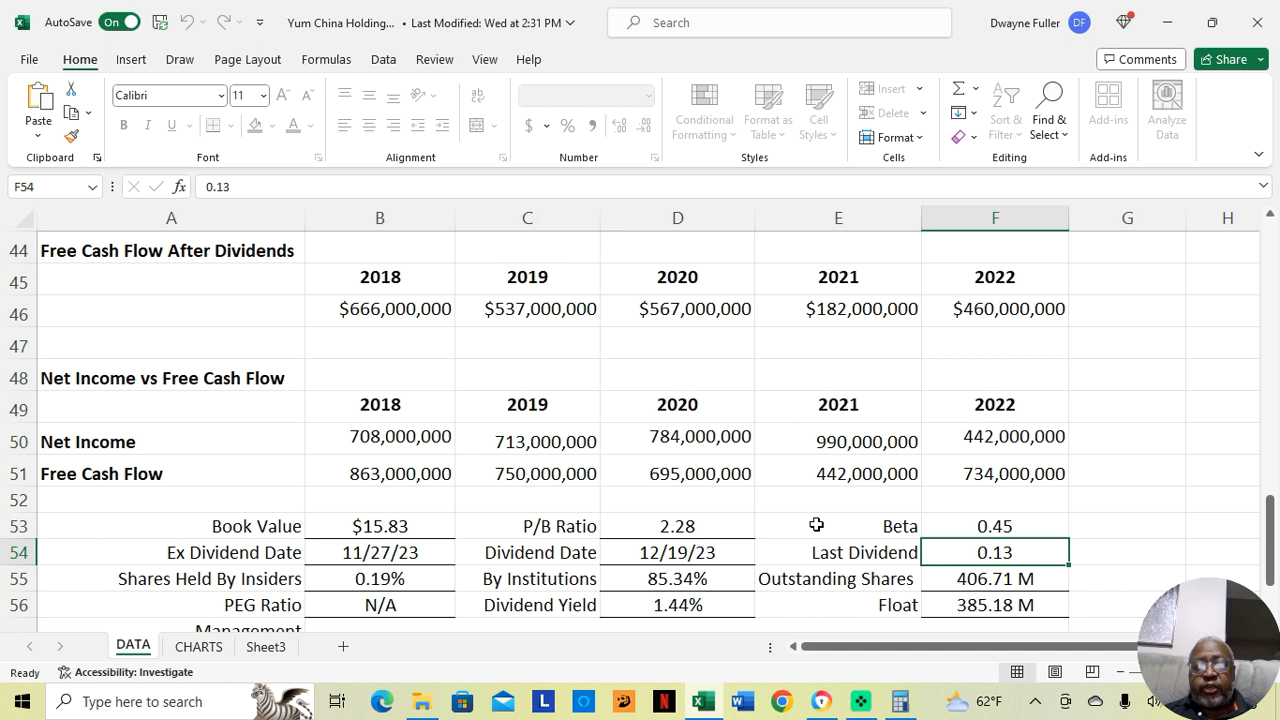 AutoSave On Yum China Holding... • Last Modified: Wed at 2:31 PM Search Dwayne Fuller DF
File Home Insert Draw Page Layout Formulas Data Review View Help Comments Share
Paste Calibri 11 Conditional Formatting Format as Table Cell Styles Insert Delete Format Sort & Filter Find & Select Add-ins Analyze Data
B I U A $ %
Clipboard Font Alignment Number Styles Cells Editing Add-ins
F54 fx 0.13
A B C D E F G H
44 Free Cash Flow After Dividends
45 2018 2019 2020 2021 2022
46 $666,000,000 $537,000,000 $567,000,000 $182,000,000 $460,000,000
47
48 Net Income vs Free Cash Flow
49 2018 2019 2020 2021 2022
50 Net Income 708,000,000 713,000,000 784,000,000 990,000,000 442,000,000
51 Free Cash Flow 863,000,000 750,000,000 695,000,000 442,000,000 734,000,000
52
53 Book Value $15.83 P/B Ratio 2.28 Beta 0.45
54 Ex Dividend Date 11/27/23 Dividend Date 12/19/23 Last Dividend 0.13
55 Shares Held By Insiders 0.19% By Institutions 85.34% Outstanding Shares 406.71 M
56 PEG Ratio N/A Dividend Yield 1.44% Float 385.18 M
Management
DATA CHARTS Sheet3
Ready Accessibility: Investigate
Type here to search 62°F